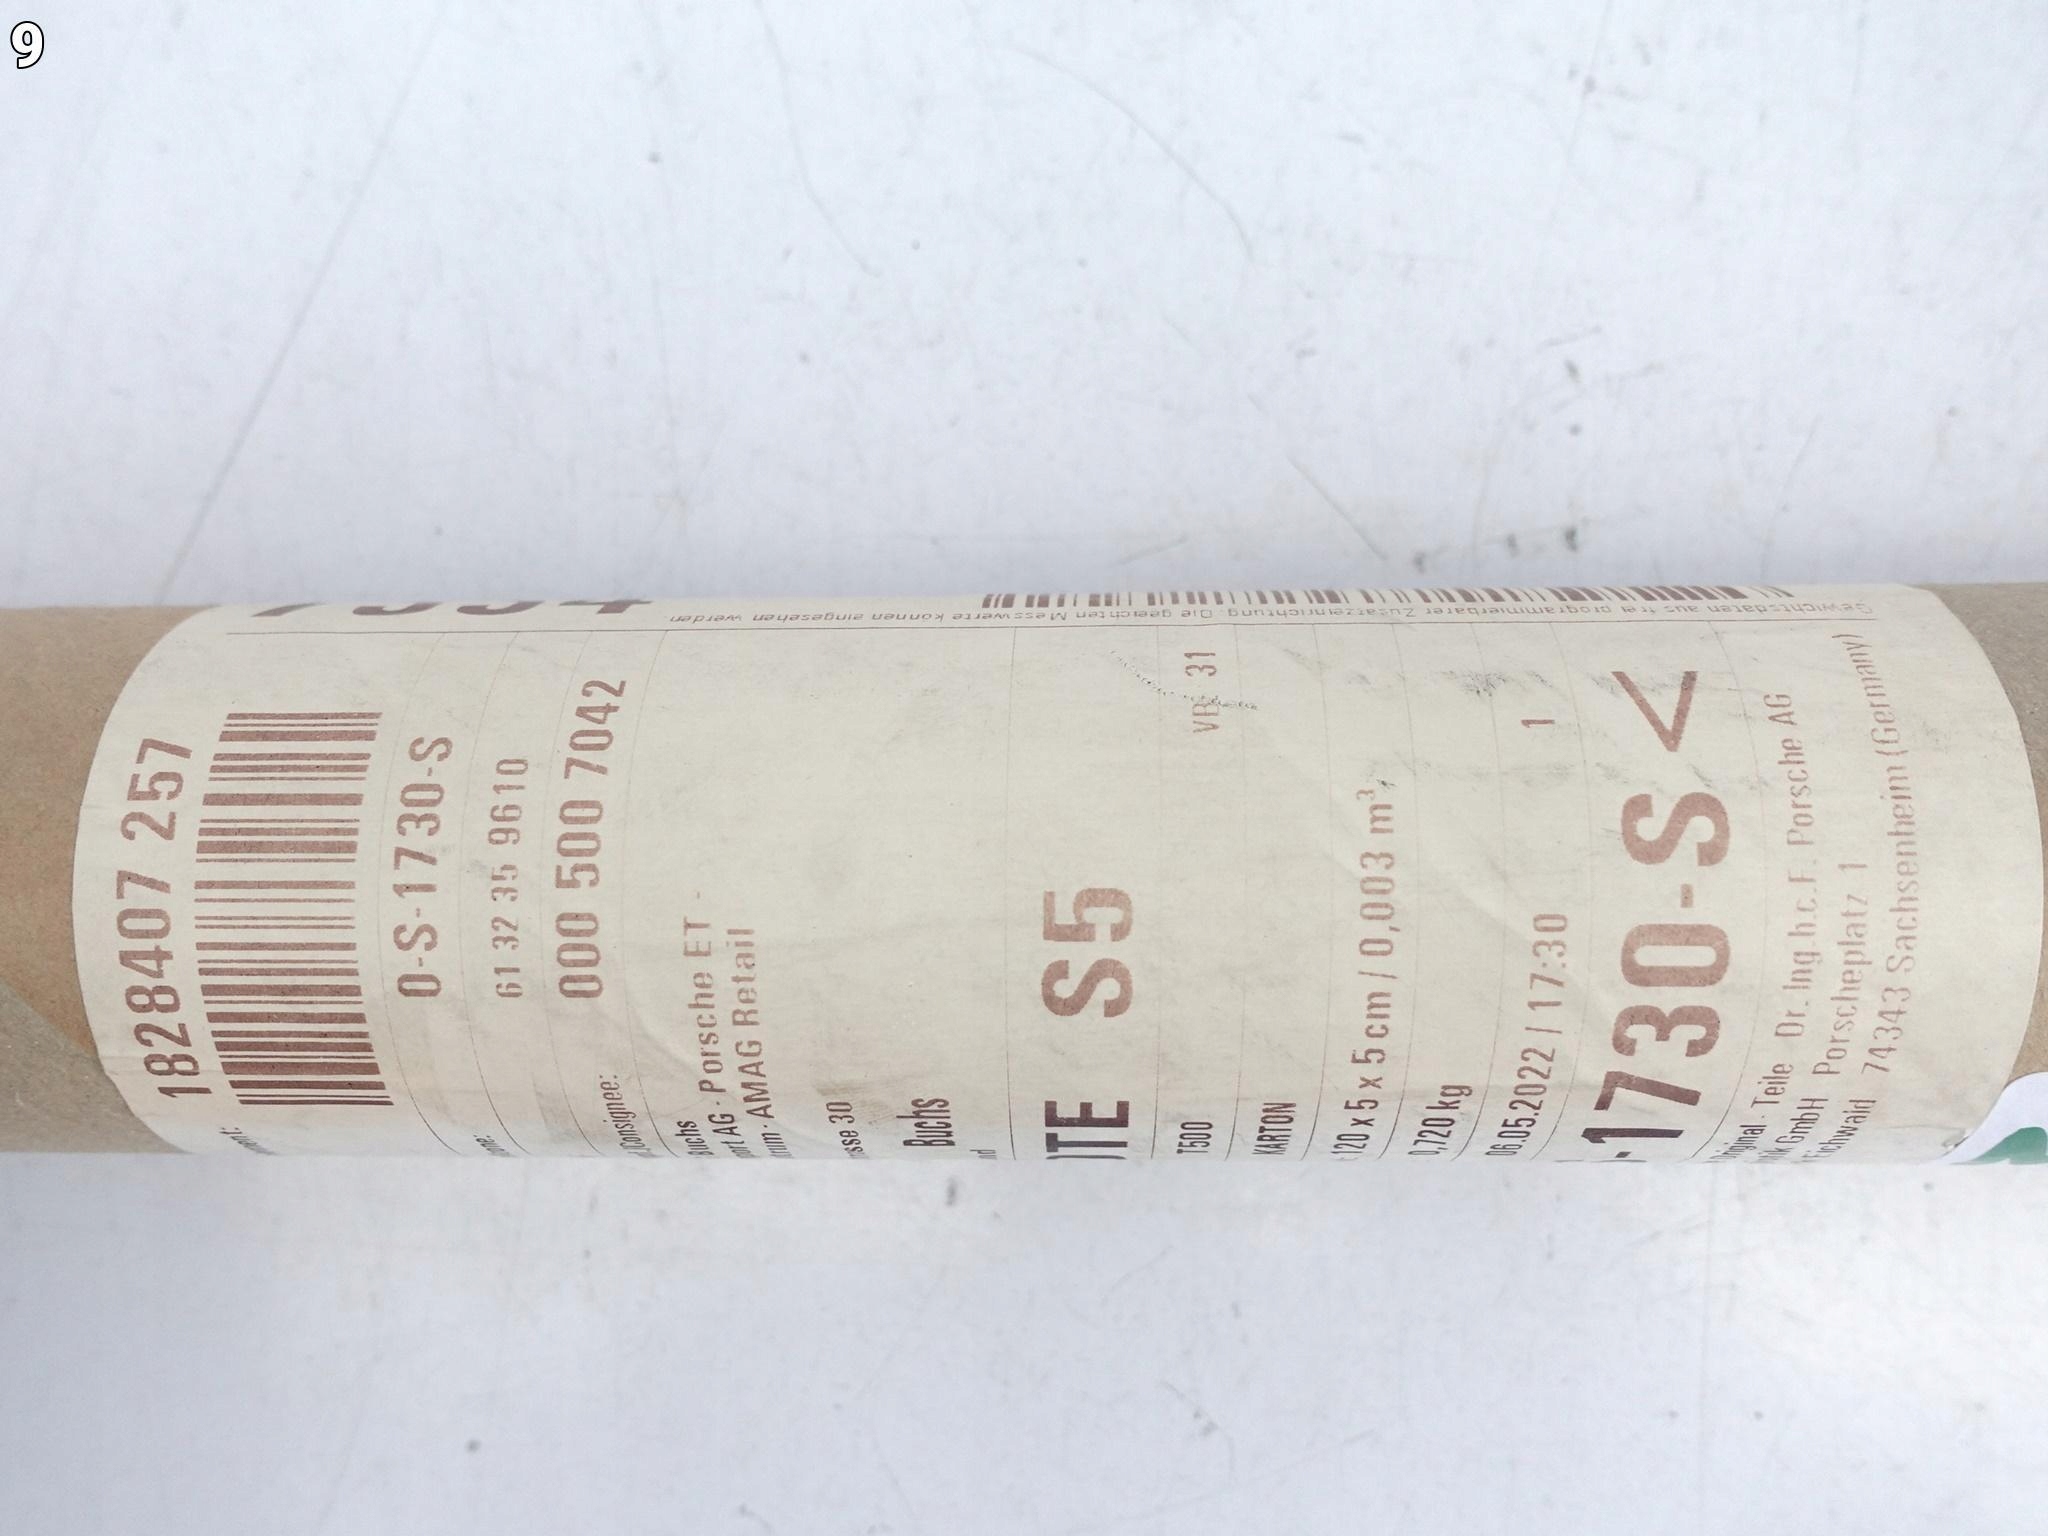 9
1828407 257
0-S-1730-S
61 32 35 9610
Consignee:
000 500 7042
Buchs
AG - Porsche ET -
AMAG Retail
30
Buchs
S5
T500
VB: 31
KARTON
120 x 5 x 5 cm / 0,003 m³
0,720 kg
06.05.2022 / 17:30
1
-1730-S <
Original - Teile Dr. Ing. h.c. F. Porsche AG
GmbH Porscheplatz 1
Eichwald 74343 Sachsenheim (Germany)
Gewichtsdaten aus frei programmierbarer Zusatzeinrichtung. Die geeichten Messwerte können eingesehen werden